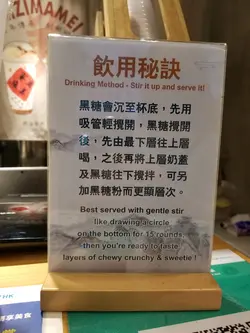 IZIMAMEI
飲用秘訣
Drinking Method - Stir it up and serve it!
黑糖會沉至杯底，先用
吸管輕攪開，黑糖攪開
後，先由最下層往上層
喝，之後再將上層奶蓋
及黑糖往下攪拌，可另
加黑糖粉而更顯層次。
Best served with gentle stir
like drawing a circle
on the bottom for 15 rounds,
then you're ready to taste
layers of chewy crunchy & sweetie !
享美食